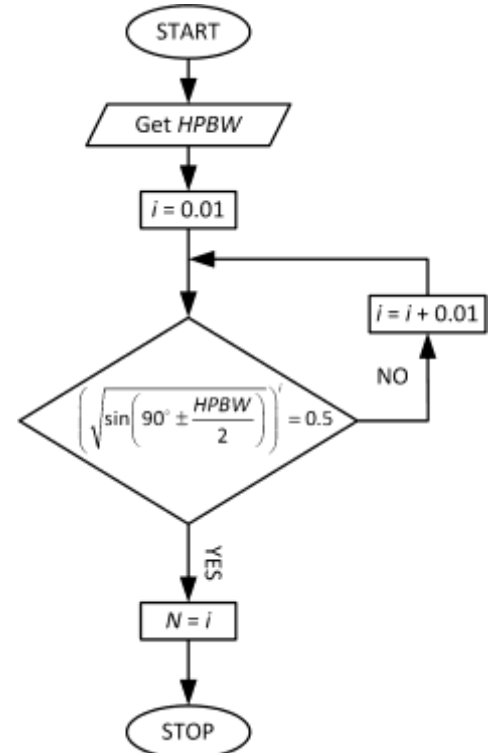 START
Get HPBW
i = 0.01
i = i + 0.01
NO
(√sin(90° ± HPBW/2))^i = 0.5
YES
N = i
STOP